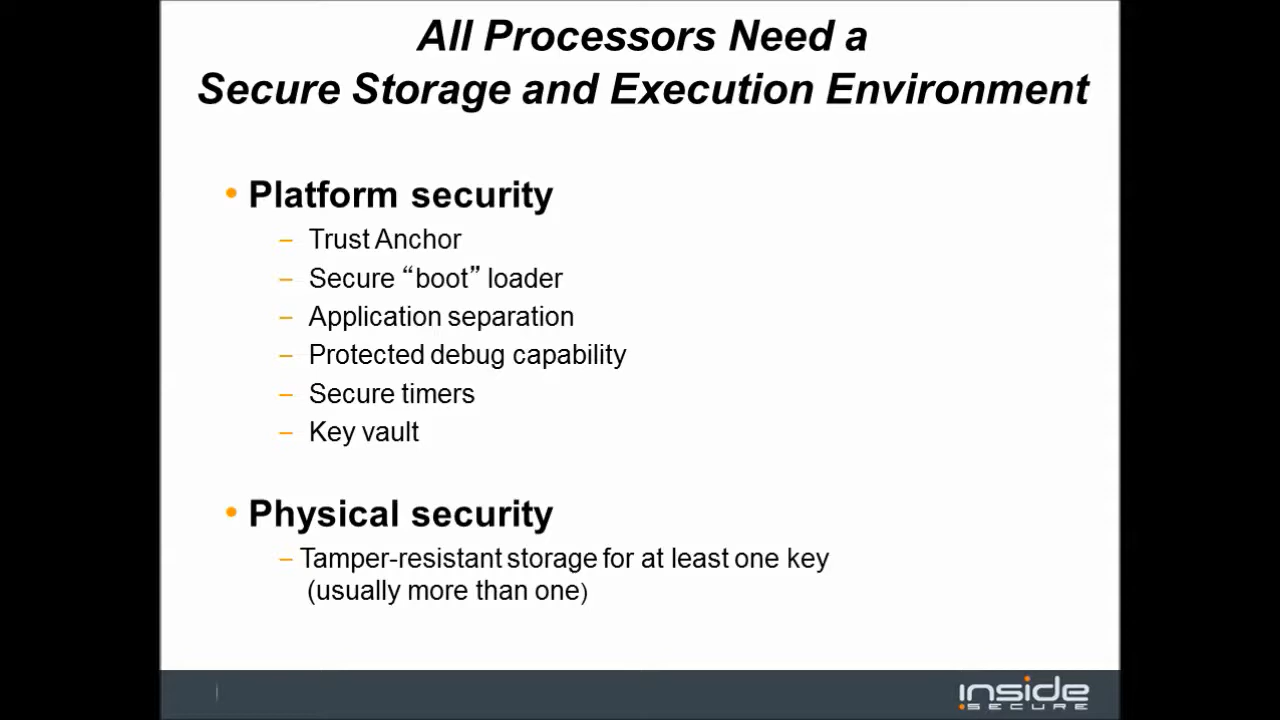 All Processors Need a
Secure Storage and Execution Environment
• Platform security
– Trust Anchor
– Secure “boot” loader
– Application separation
– Protected debug capability
– Secure timers
– Key vault
• Physical security
– Tamper-resistant storage for at least one key
(usually more than one)
inside
SECURE